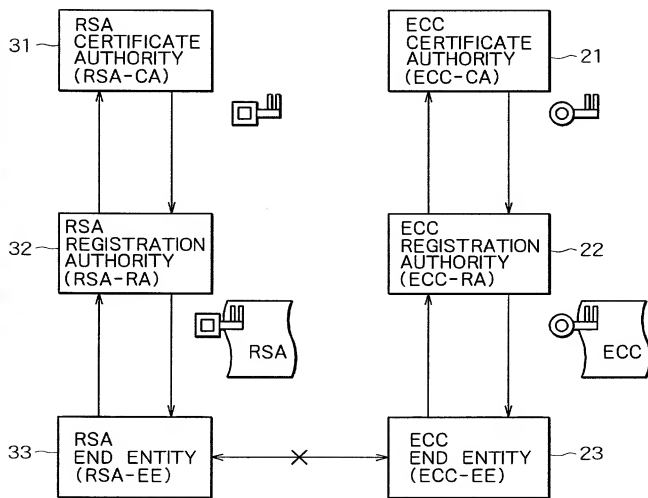 31
RSA
CERTIFICATE
AUTHORITY
(RSA-CA)
ECC
CERTIFICATE
AUTHORITY
(ECC-CA)
21
32
RSA
REGISTRATION
AUTHORITY
(RSA-RA)
ECC
REGISTRATION
AUTHORITY
(ECC-RA)
22
RSA
ECC
33
RSA
END ENTITY
(RSA-EE)
ECC
END ENTITY
(ECC-EE)
23